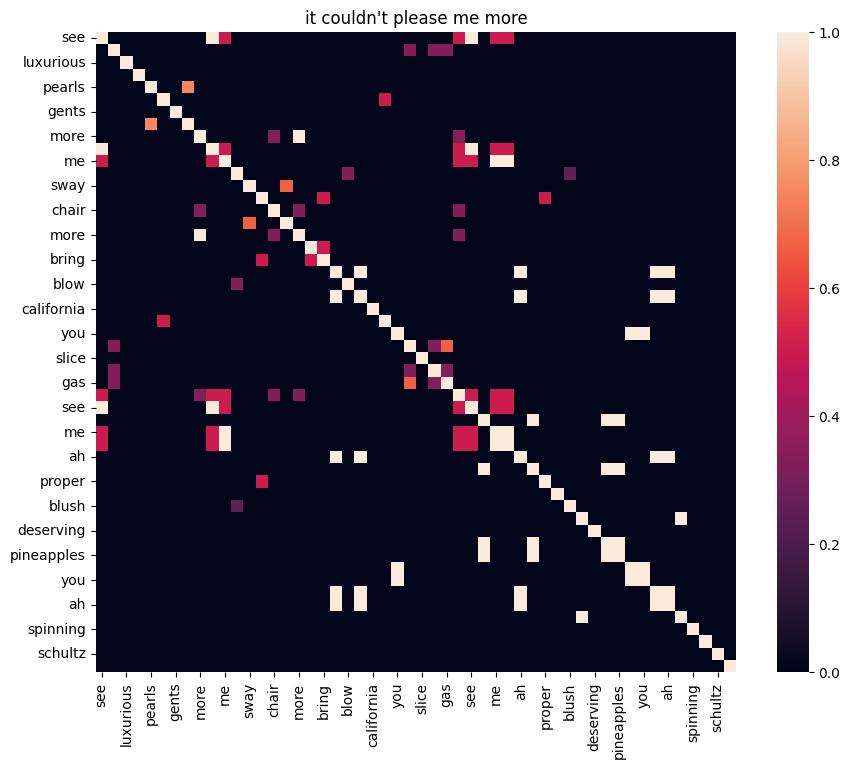 it couldn't please me more
see
luxurious
pearls
gents
more
me
sway
chair
more
bring
blow
california
you
slice
gas
see
me
ah
proper
blush
deserving
pineapples
you
ah
spinning
schultz
1.0
0.8
0.6
0.4
0.2
0.0
see
luxurious
pearls
gents
more
me
sway
chair
more
bring
blow
california
you
slice
gas
see
me
ah
proper
blush
deserving
pineapples
you
ah
spinning
schultz